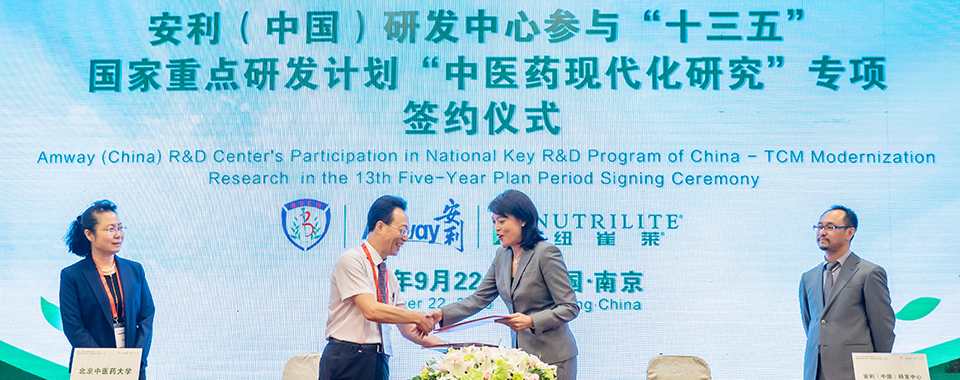 安利（中国）研发中心参与“十三五”
国家重点研发计划“中医药现代化研究”专项
签约仪式
Amway (China) R&D Center's Participation in National Key R&D Program of China - TCM Modernization
Research in the 13th Five-Year Plan Period Signing Ceremony
way 安利 NUTRILITE®
纽崔莱®
年9月22 国·南京
22, China
北京中医药大学
安利（中国）研发中心